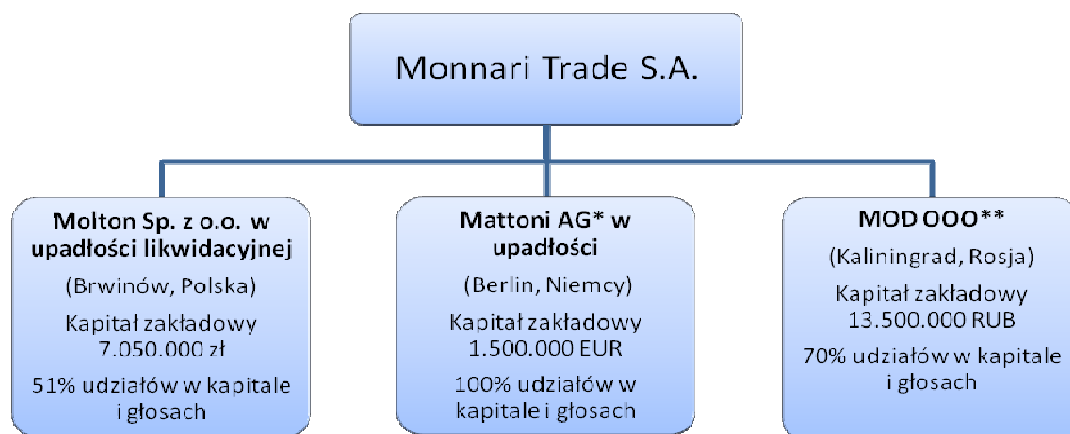 Monnari Trade S.A.
Molton Sp. z o.o. w
upadłości likwidacyjnej
(Brwinów, Polska)
Kapitał zakładowy
7.050.000 zł
51% udziałów w kapitale
i głosach
Mattoni AG* w
upadłości
(Berlin, Niemcy)
Kapitał zakładowy
1.500.000 EUR
100% udziałów w
kapitale i głosach
MOD OOO**
(Kaliningrad, Rosja)
Kapitał zakładowy
13.500.000 RUB
70% udziałów w kapitale
i głosach